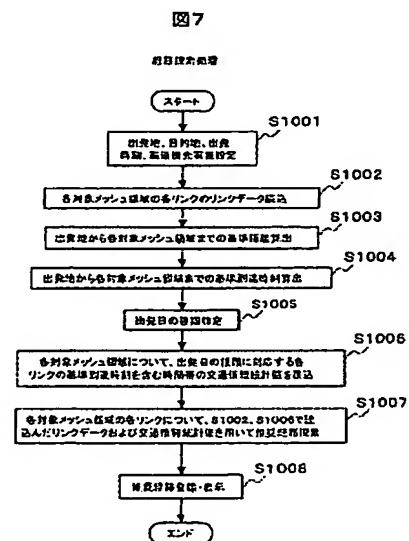 図7
経路探索処理
スタート
S1001
出発地、目的地、出発
時刻、
設定
S1002
各対象メッシュ領域の各リンクのリンクデータ読込
S1003
出発地から各対象メッシュ領域までの基準距離算出
S1004
出発地から各対象メッシュ領域までの基準到達時刻算出
S1005
出発日の種類特定
S1006
各対象メッシュ領域について、出発日の種類に対応する各
リンクの基準到達時刻を含む時間帯の交通情報統計値を読込
S1007
各対象メッシュ領域の各リンクについて、S1002、S1006で読
込んだリンクデータおよび交通情報統計値を用いて推奨経路探索
S1008
推奨経路登録・表示
エンド